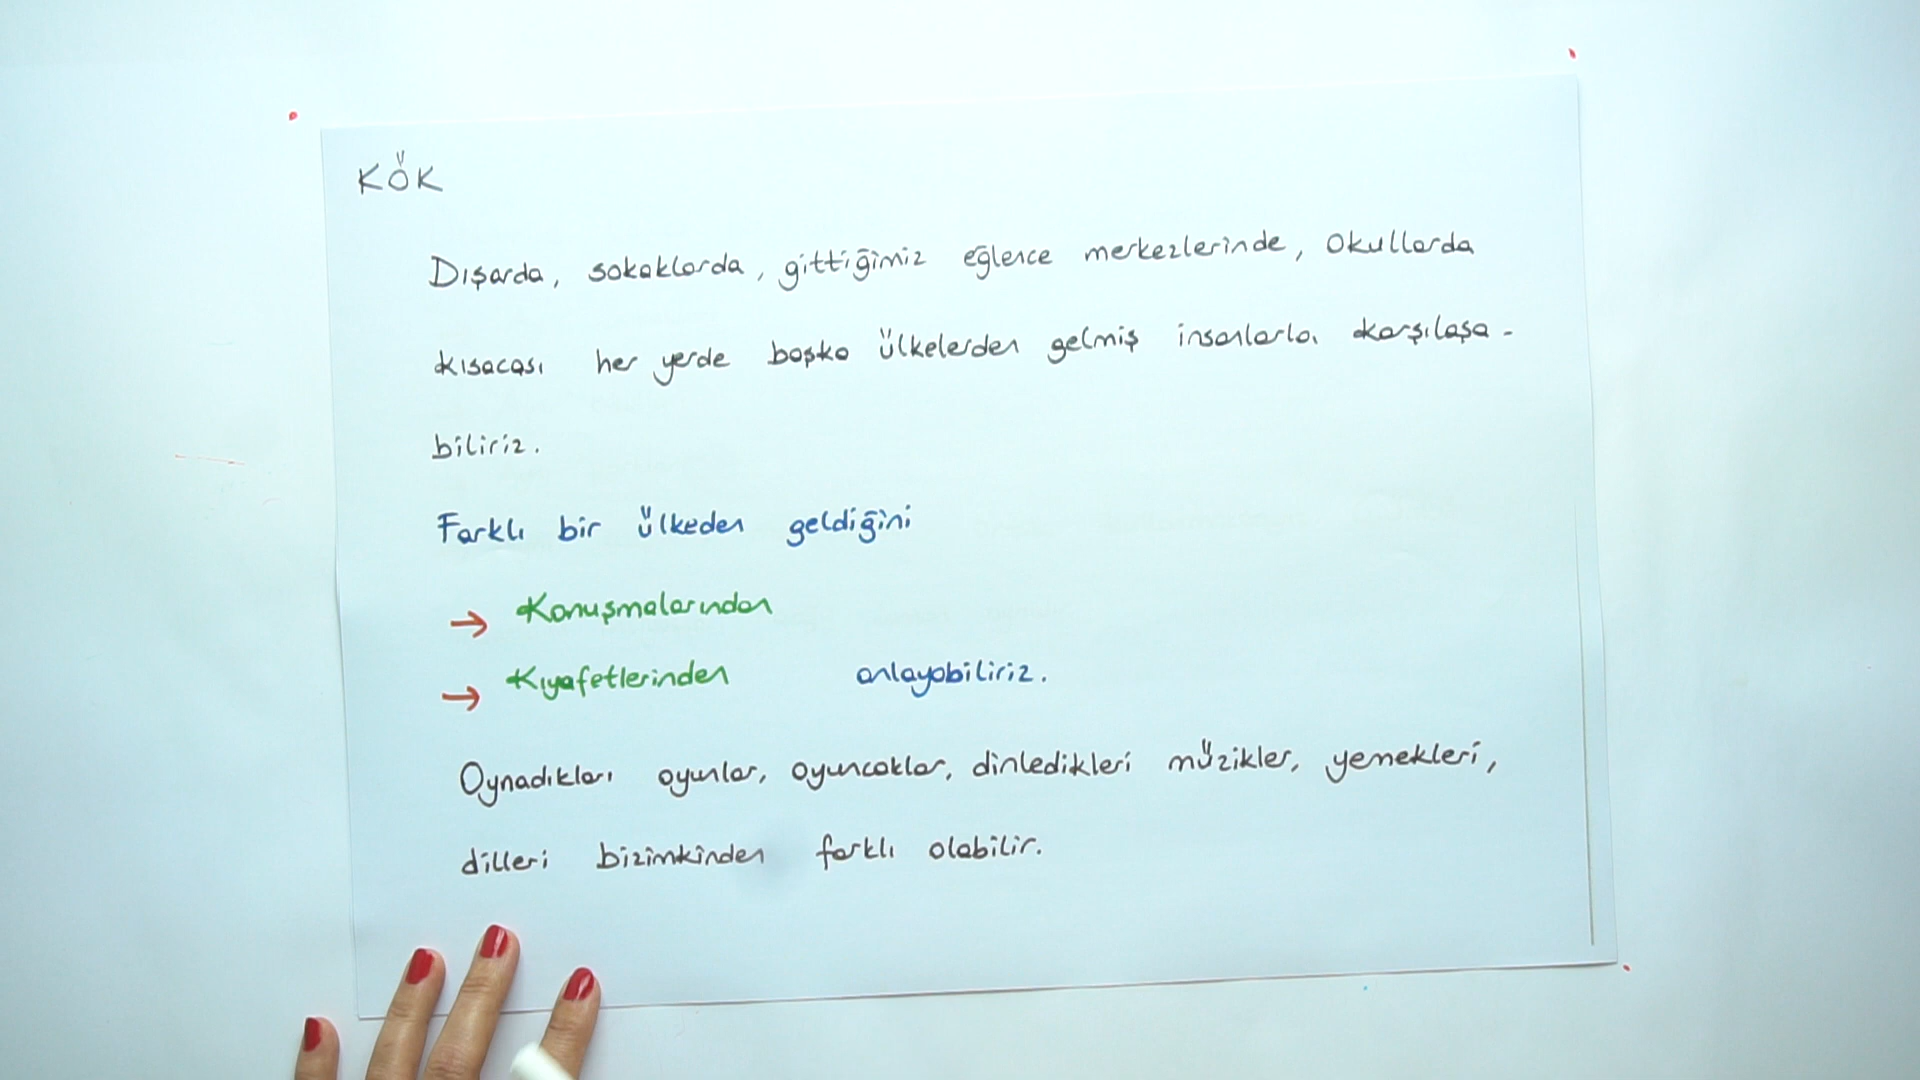 KÖK
Dışarda, sokaklarda, gittiğimiz eğlence merkezlerinde, okullarda
kısacası her yerde başka ülkelerden gelmiş insanlarla karşılaşa-
biliriz.
Farklı bir ülkeden geldiğini
→ Konuşmalarından
→ Kıyafetlerinden anlayabiliriz.
Oynadıkları oyunlar, oyuncaklar, dinledikleri müzikler, yemekleri,
dilleri bizimkinden farklı olabilir.